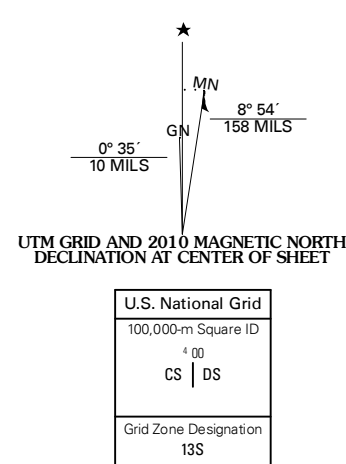 ★
MN
GN
8° 54´
158 MILS
0° 35´
10 MILS
UTM GRID AND 2010 MAGNETIC NORTH
DECLINATION AT CENTER OF SHEET
U.S. National Grid
100,000-m Square ID
4 00
CS | DS
Grid Zone Designation
13S